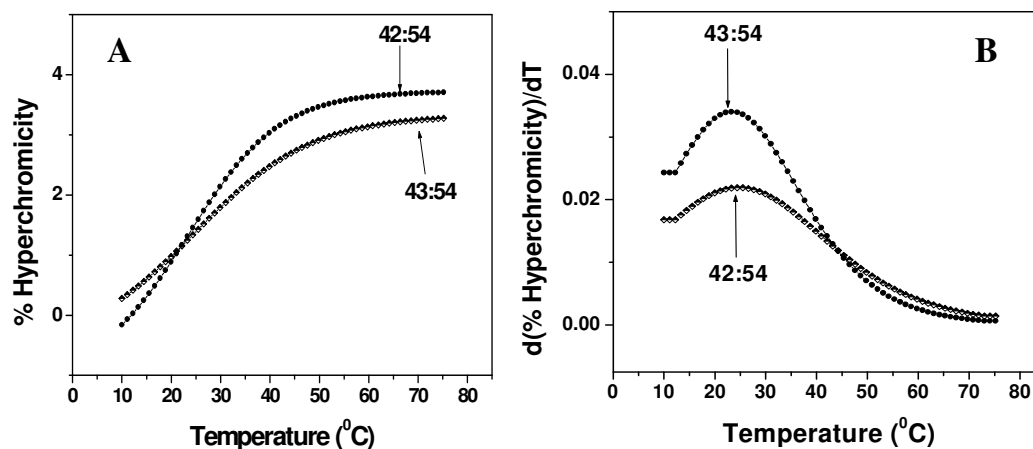 A
42:54
43:54
% Hyperchromicity
4
2
0
0 10 20 30 40 50 60 70 80
Temperature (⁰C)
B
43:54
42:54
d(% Hyperchromicity)/dT
0.04
0.02
0.00
0 10 20 30 40 50 60 70 80
Temperature (⁰C)